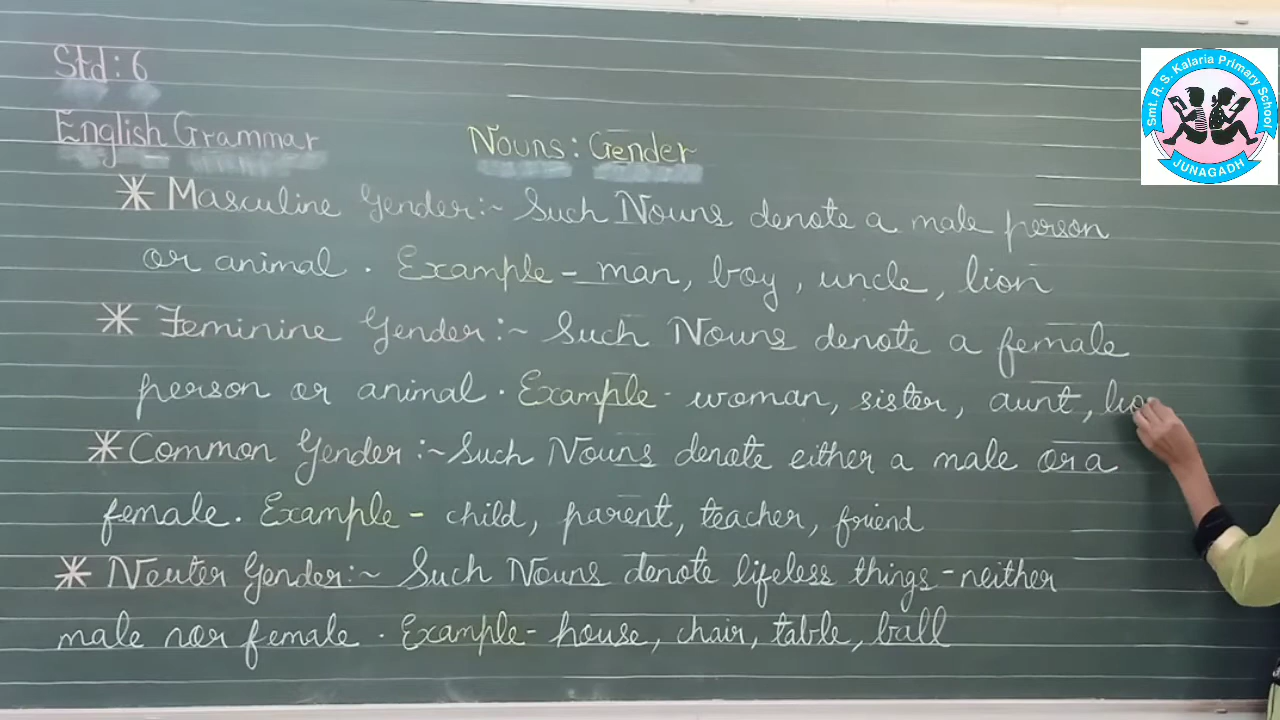 Std : 6
English Grammar
Nouns : Gender
* Masculine Gender :~ Such Nouns denote a male person
or animal . Example - man, boy, uncle, lion
* Feminine Gender :~ Such Nouns denote a female
person or animal . Example - woman, sister, aunt, lio
* Common Gender :~ Such Nouns denote either a male or a
female. Example - child, parent, teacher, friend
* Neuter Gender :~ Such Nouns denote lifeless things - neither
male nor female . Example - house, chair, table, ball
Smt. R. S. Kalaria Primary School
JUNAGADH